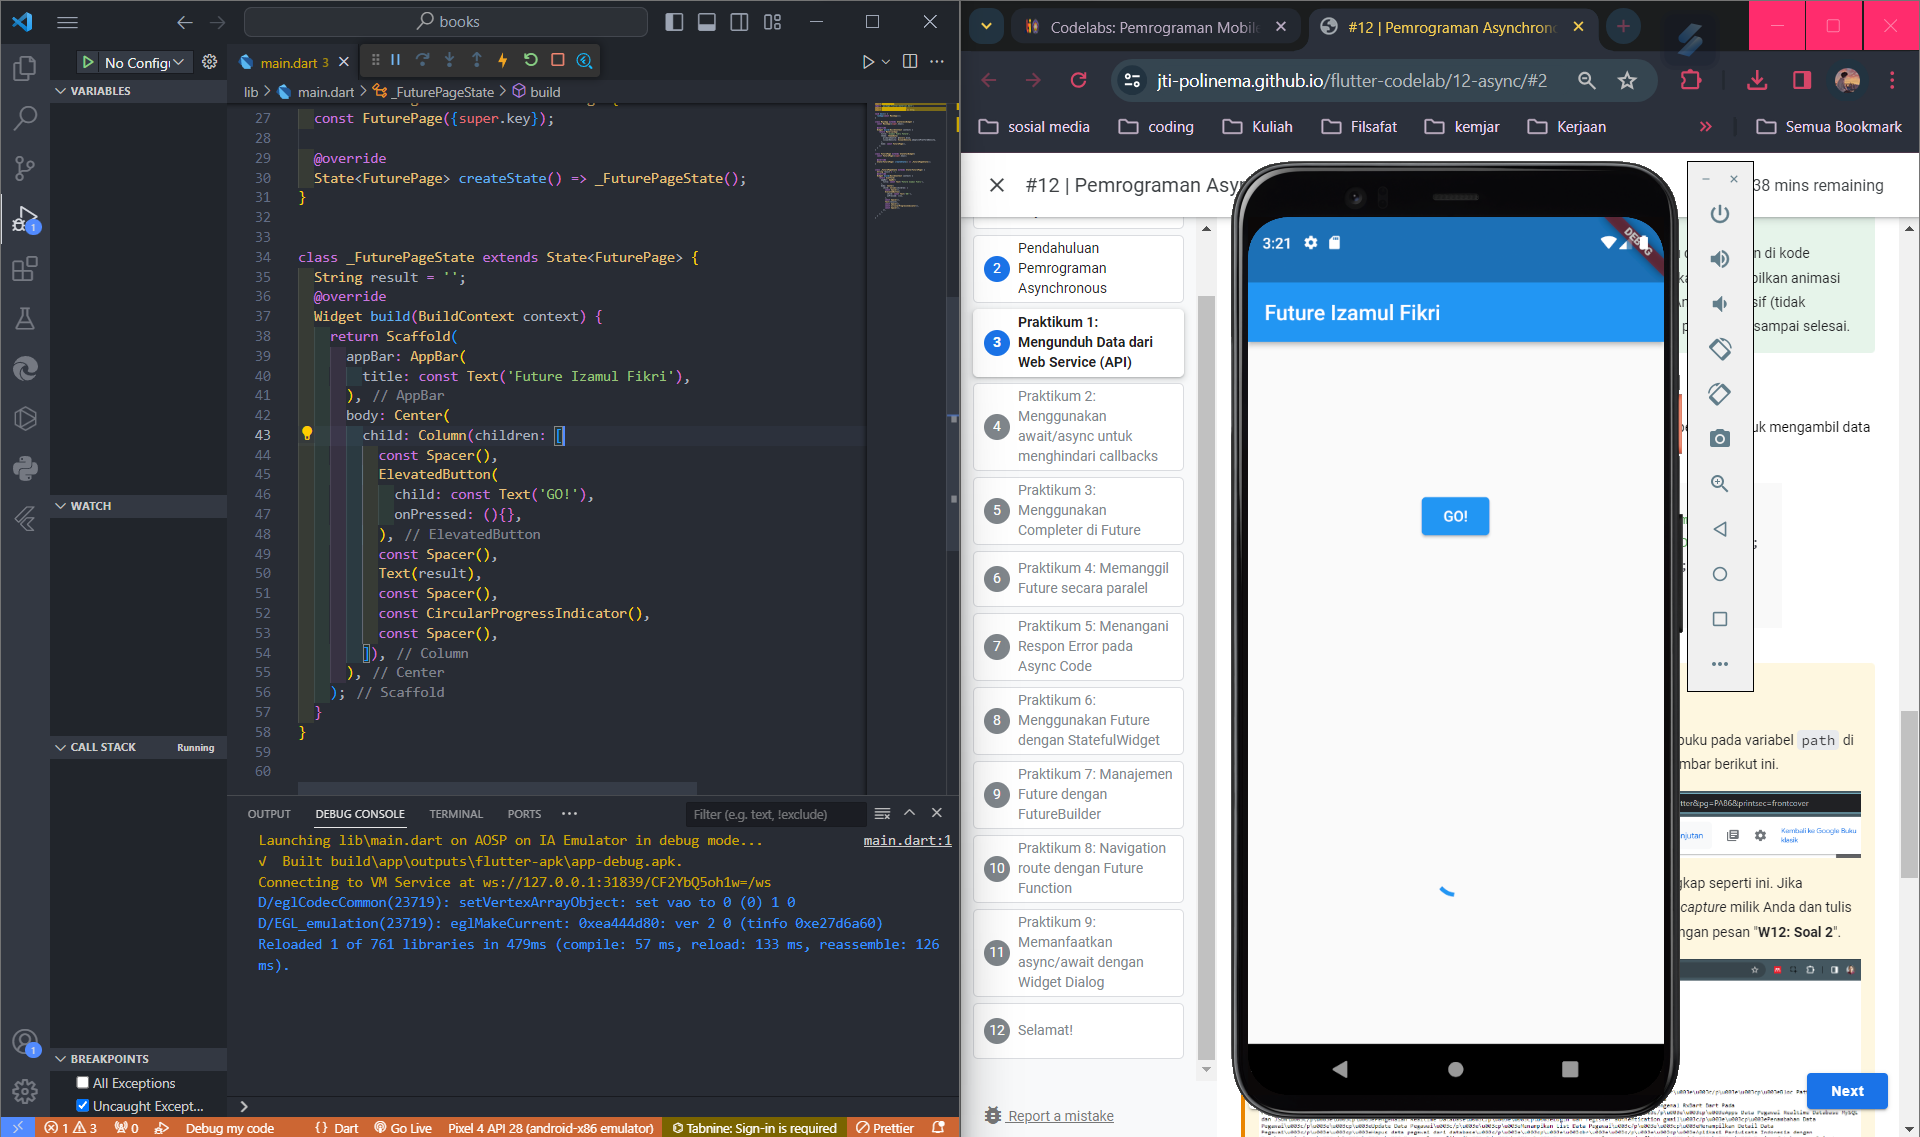 books
No Config
main.dart 3
lib > main.dart > _FuturePageState > build
VARIABLES
WATCH
CALL STACK
Running
BREAKPOINTS
All Exceptions
Uncaught Except...
27 const FuturePage({super.key});
28
29 @override
30 State<FuturePage> createState() => _FuturePageState();
31 }
32
33
34 class _FuturePageState extends State<FuturePage> {
35 String result = '';
36 @override
37 Widget build(BuildContext context) {
38 return Scaffold(
39 appBar: AppBar(
40 title: const Text('Future Izamul Fikri'),
41 ), // AppBar
42 body: Center(
43 child: Column(children: [
44 const Spacer(),
45 ElevatedButton(
46 child: const Text('GO!'),
47 onPressed: (){},
48 ), // ElevatedButton
49 const Spacer(),
50 Text(result),
51 const Spacer(),
52 const CircularProgressIndicator(),
53 const Spacer(),
54 ]), // Column
55 ), // Center
56 ); // Scaffold
57 }
58 }
59
60
OUTPUT DEBUG CONSOLE TERMINAL PORTS
Filter (e.g. text, !exclude)
Launching lib\main.dart on AOSP on IA Emulator in debug mode...
main.dart:1
√ Built build\app\outputs\flutter-apk\app-debug.apk.
Connecting to VM Service at ws://127.0.0.1:31839/CF2YbQ5oh1w=/ws
D/eglCodecCommon(23719): setVertexArrayObject: set vao to 0 (0) 1 0
D/EGL_emulation(23719): eglMakeCurrent: 0xea444d80: ver 2 0 (tinfo 0xe27d6a60)
Reloaded 1 of 761 libraries in 479ms (compile: 57 ms, reload: 133 ms, reassemble: 126
ms).
1 3 0 Debug my code {} Dart Go Live Pixel 4 API 28 (android-x86 emulator) Tabnine: Sign-in is required Prettier
Codelabs: Pemrograman Mobil
#12 | Pemrograman Asynchron
jti-polinema.github.io/flutter-codelab/12-async/#2
sosial media
coding
Kuliah
Filsafat
kemjar
Kerjaan
Semua Bookmark
#12 | Pemrograman Asy
38 mins remaining
2 Pendahuluan
Pemrograman
Asynchronous
3 Praktikum 1:
Mengunduh Data dari
Web Service (API)
4 Praktikum 2:
Menggunakan
await/async untuk
menghindari callbacks
5 Praktikum 3:
Menggunakan
Completer di Future
6 Praktikum 4: Memanggil
Future secara paralel
7 Praktikum 5: Menangani
Respon Error pada
Async Code
8 Praktikum 6:
Menggunakan Future
dengan StatefulWidget
9 Praktikum 7: Manajemen
Future dengan
FutureBuilder
10 Praktikum 8: Navigation
route dengan Future
Function
11 Praktikum 9:
Memanfaatkan
async/await dengan
Widget Dialog
12 Selamat!
Report a mistake
3:21
DEBUG
Future Izamul Fikri
GO!
n di kode
pilkan animasi
sif (tidak
sampai selesai.
uk mengambil data
buku pada variabel path di
mbar berikut ini.
tter&pg=PA86&printsec=frontcover
njutan
Kembali ke Google Buku
klasik
gkap seperti ini. Jika
capture milik Anda dan tulis
ngan pesan "W12: Soal 2".
Next